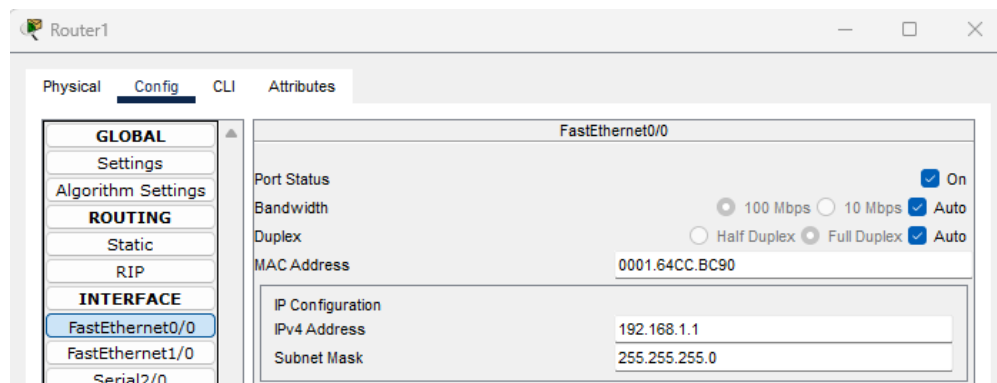 Router1
Physical Config CLI Attributes
GLOBAL
Settings
Algorithm Settings
ROUTING
Static
RIP
INTERFACE
FastEthernet0/0
FastEthernet1/0
Serial2/0
FastEthernet0/0
Port Status On
Bandwidth 100 Mbps 10 Mbps Auto
Duplex Half Duplex Full Duplex Auto
MAC Address 0001.64CC.BC90
IP Configuration
IPv4 Address 192.168.1.1
Subnet Mask 255.255.255.0